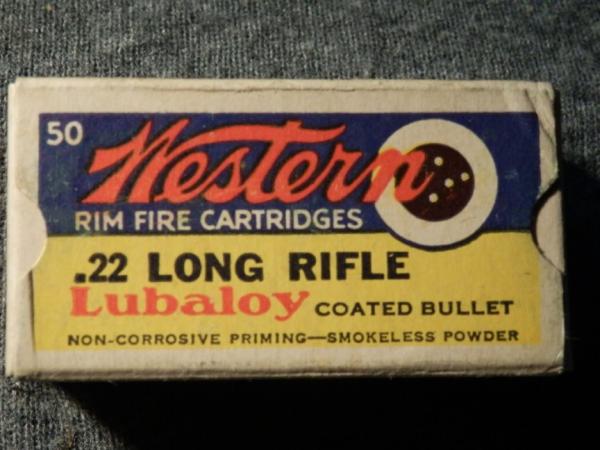 50 Western
RIM FIRE CARTRIDGES
.22 LONG RIFLE
Lubaloy COATED BULLET
NON-CORROSIVE PRIMING—SMOKELESS POWDER